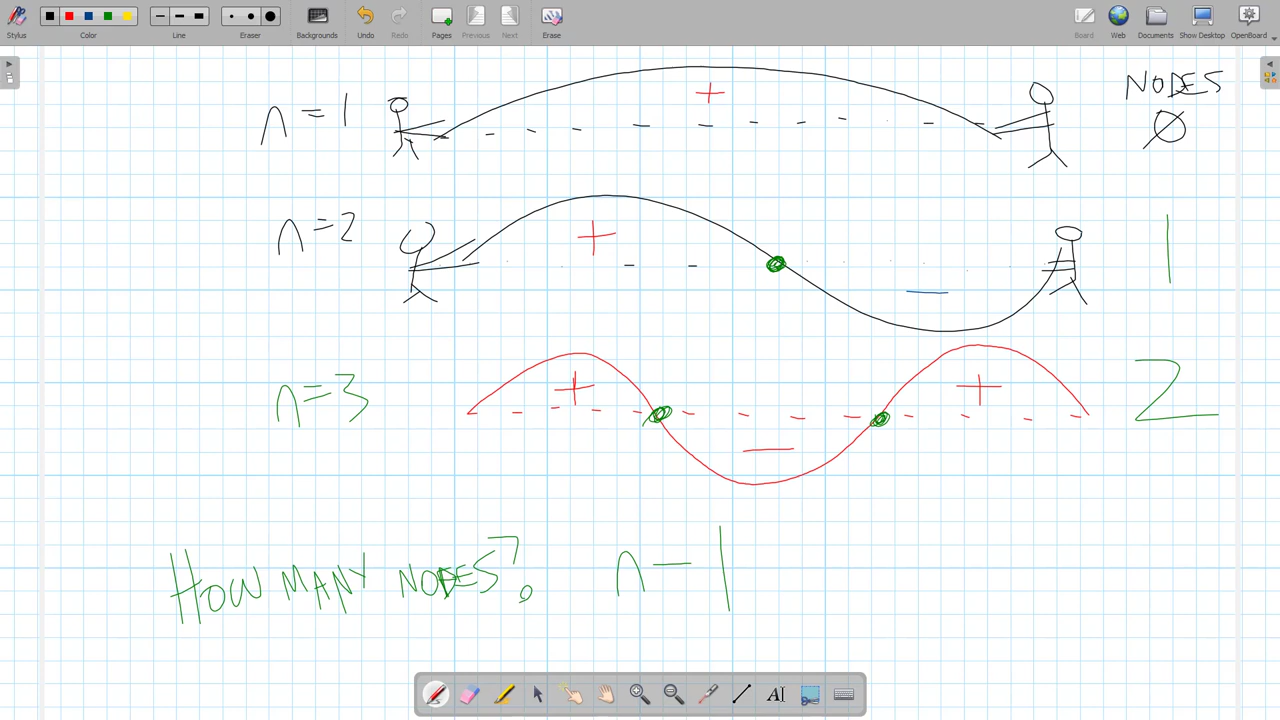 Stylus Color Line Eraser Backgrounds Undo Redo Pages Previous Next Erase Board Web Documents Show Desktop OpenBoard
NODES
n=1 + Ø
n=2 + - 1
n=3 + - + 2
HOW MANY NODES? n-1
AI